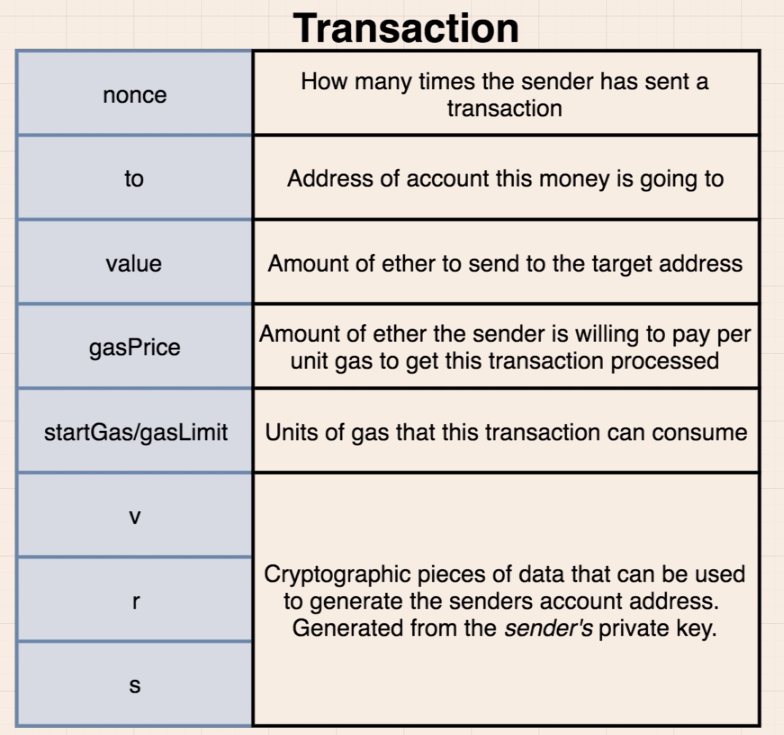 Transaction
nonce
How many times the sender has sent a
transaction
to
Address of account this money is going to
value
Amount of ether to send to the target address
gasPrice
Amount of ether the sender is willing to pay per
unit gas to get this transaction processed
startGas/gasLimit
Units of gas that this transaction can consume
v
r
s
Cryptographic pieces of data that can be used
to generate the senders account address.
Generated from the sender's private key.